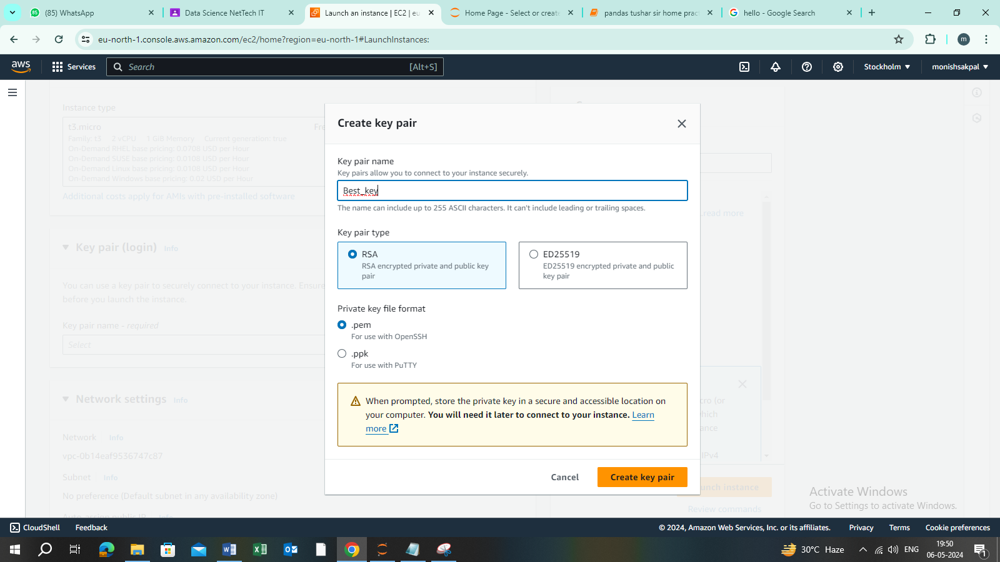 (85) WhatsApp
Data Science NetTech IT
Launch an instance | EC2 | eu
Home Page - Select or create
pandas tushar sir home prac
hello - Google Search
eu-north-1.console.aws.amazon.com/ec2/home?region=eu-north-1#LaunchInstances:
m
aws
Services
Search
[Alt+S]
Stockholm
monishsakpal
Instance type
t3.micro
Fre
Family: t3 2 vCPU 1 GiB Memory Current generation: true
On-Demand RHEL base pricing: 0.0708 USD per Hour
On-Demand SUSE base pricing: 0.0108 USD per Hour
On-Demand Linux base pricing: 0.0108 USD per Hour
On-Demand Windows base pricing: 0.02 USD per Hour
Additional costs apply for AMIs with pre-installed software
Key pair (login) Info
You can use a key pair to securely connect to your instance. Ensure
before you launch the instance.
Key pair name - required
Select
Network settings Info
Network Info
vpc-0b14eaf9536747c87
Subnet Info
No preference (Default subnet in any availability zone)
Auto-assign public IP Info
Create key pair
Key pair name
Key pairs allow you to connect to your instance securely.
Best_key
The name can include up to 255 ASCII characters. It can't include leading or trailing spaces.
Key pair type
RSA
RSA encrypted private and public key
pair
ED25519
ED25519 encrypted private and public
key pair
Private key file format
.pem
For use with OpenSSH
.ppk
For use with PuTTY
When prompted, store the private key in a secure and accessible location on
your computer. You will need it later to connect to your instance. Learn
more
Cancel
Create key pair
read more
cro (or
hich
ance
IPv4
unch instance
Review commands
Activate Windows
Go to Settings to activate Windows.
CloudShell
Feedback
© 2024, Amazon Web Services, Inc. or its affiliates.
Privacy
Terms
Cookie preferences
30°C Haze
ENG
19:50
06-05-2024
1